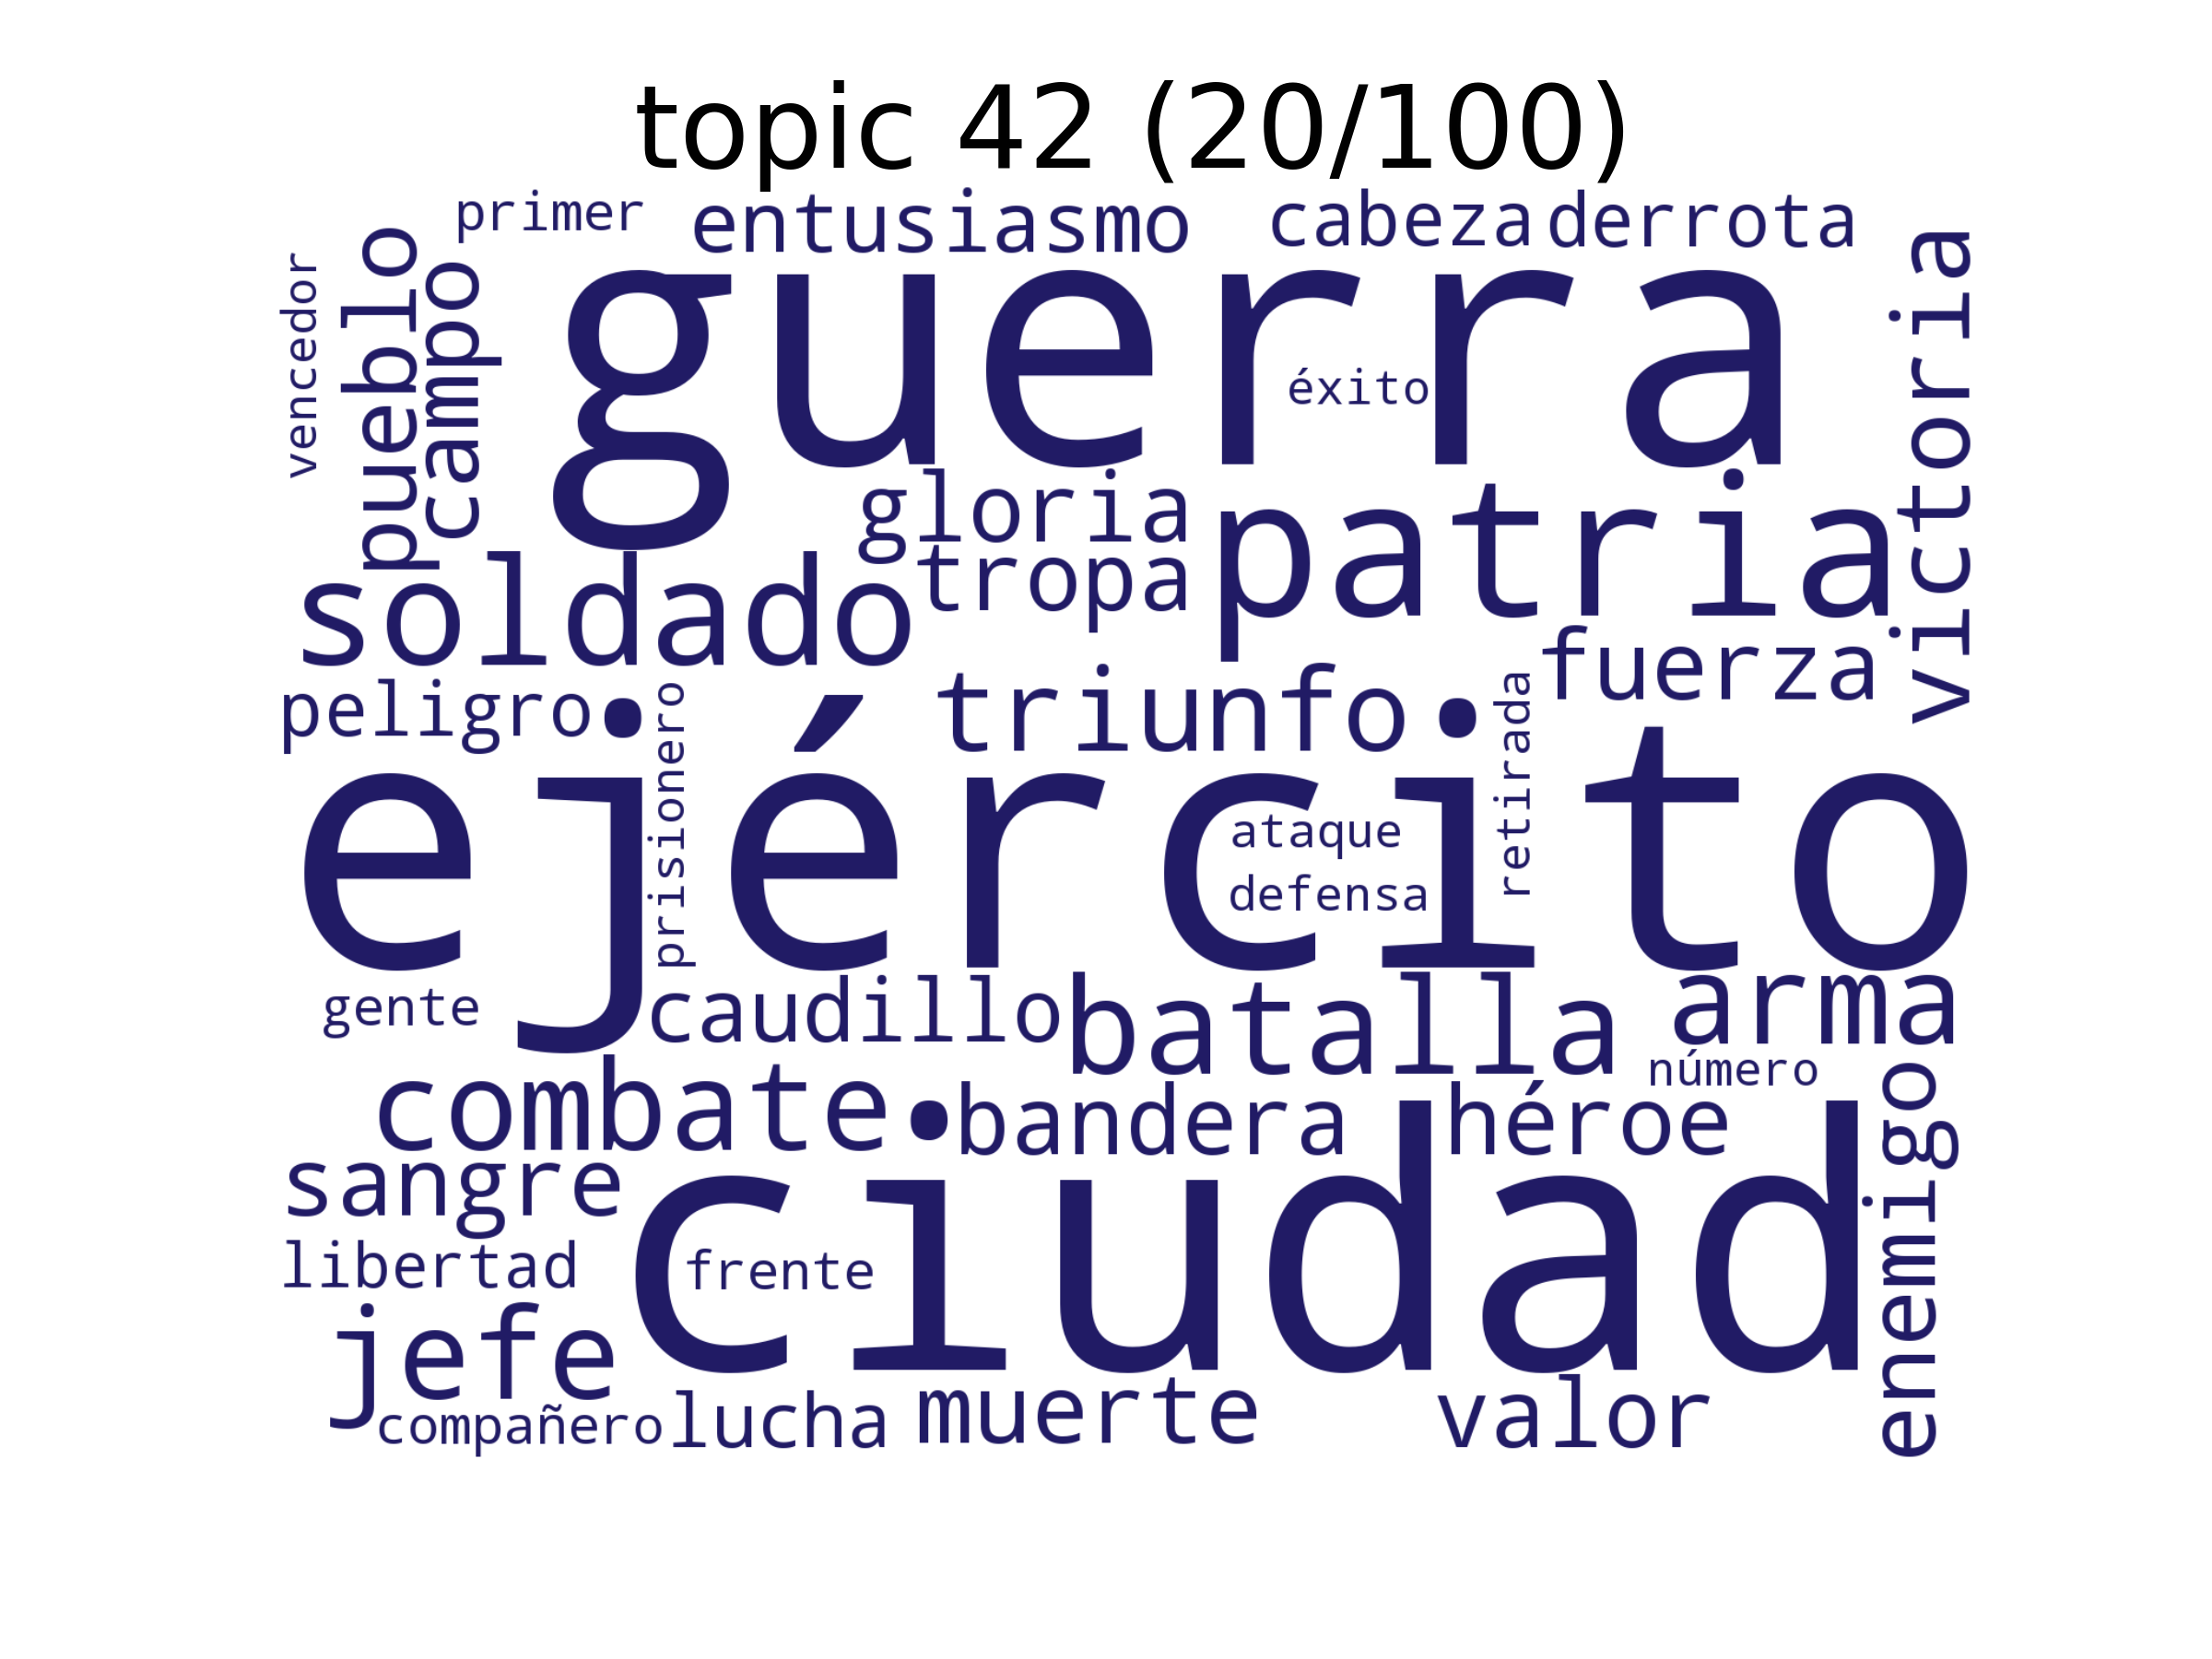 topic 42 (20/100)
primer
entusiasmo
cabeza
derrota
vencedor
pueblo
campo
guerra
éxito
victoria
gloria
patria
soldado
tropa
fuerza
peligro
prisionero
triunfo
retirada
ejército
ataque
defensa
gente
caudillo
batalla
arma
número
combate
bandera
héroe
enemigo
sangre
ciudad
libertad
frente
jefe
compañero
lucha
muerte
valor